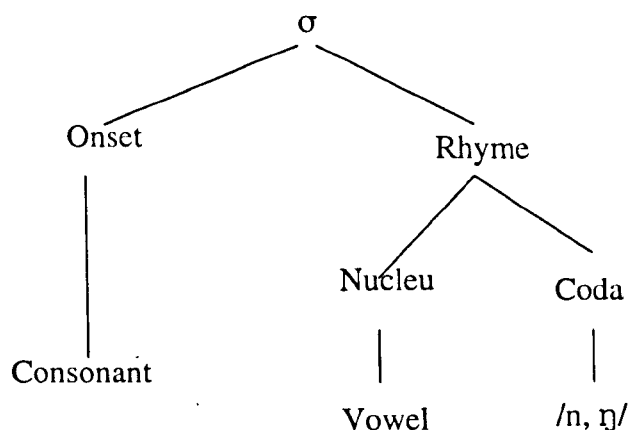 σ
Onset
Rhyme
Nucleu
Coda
Consonant
Vowel
/n, ŋ/